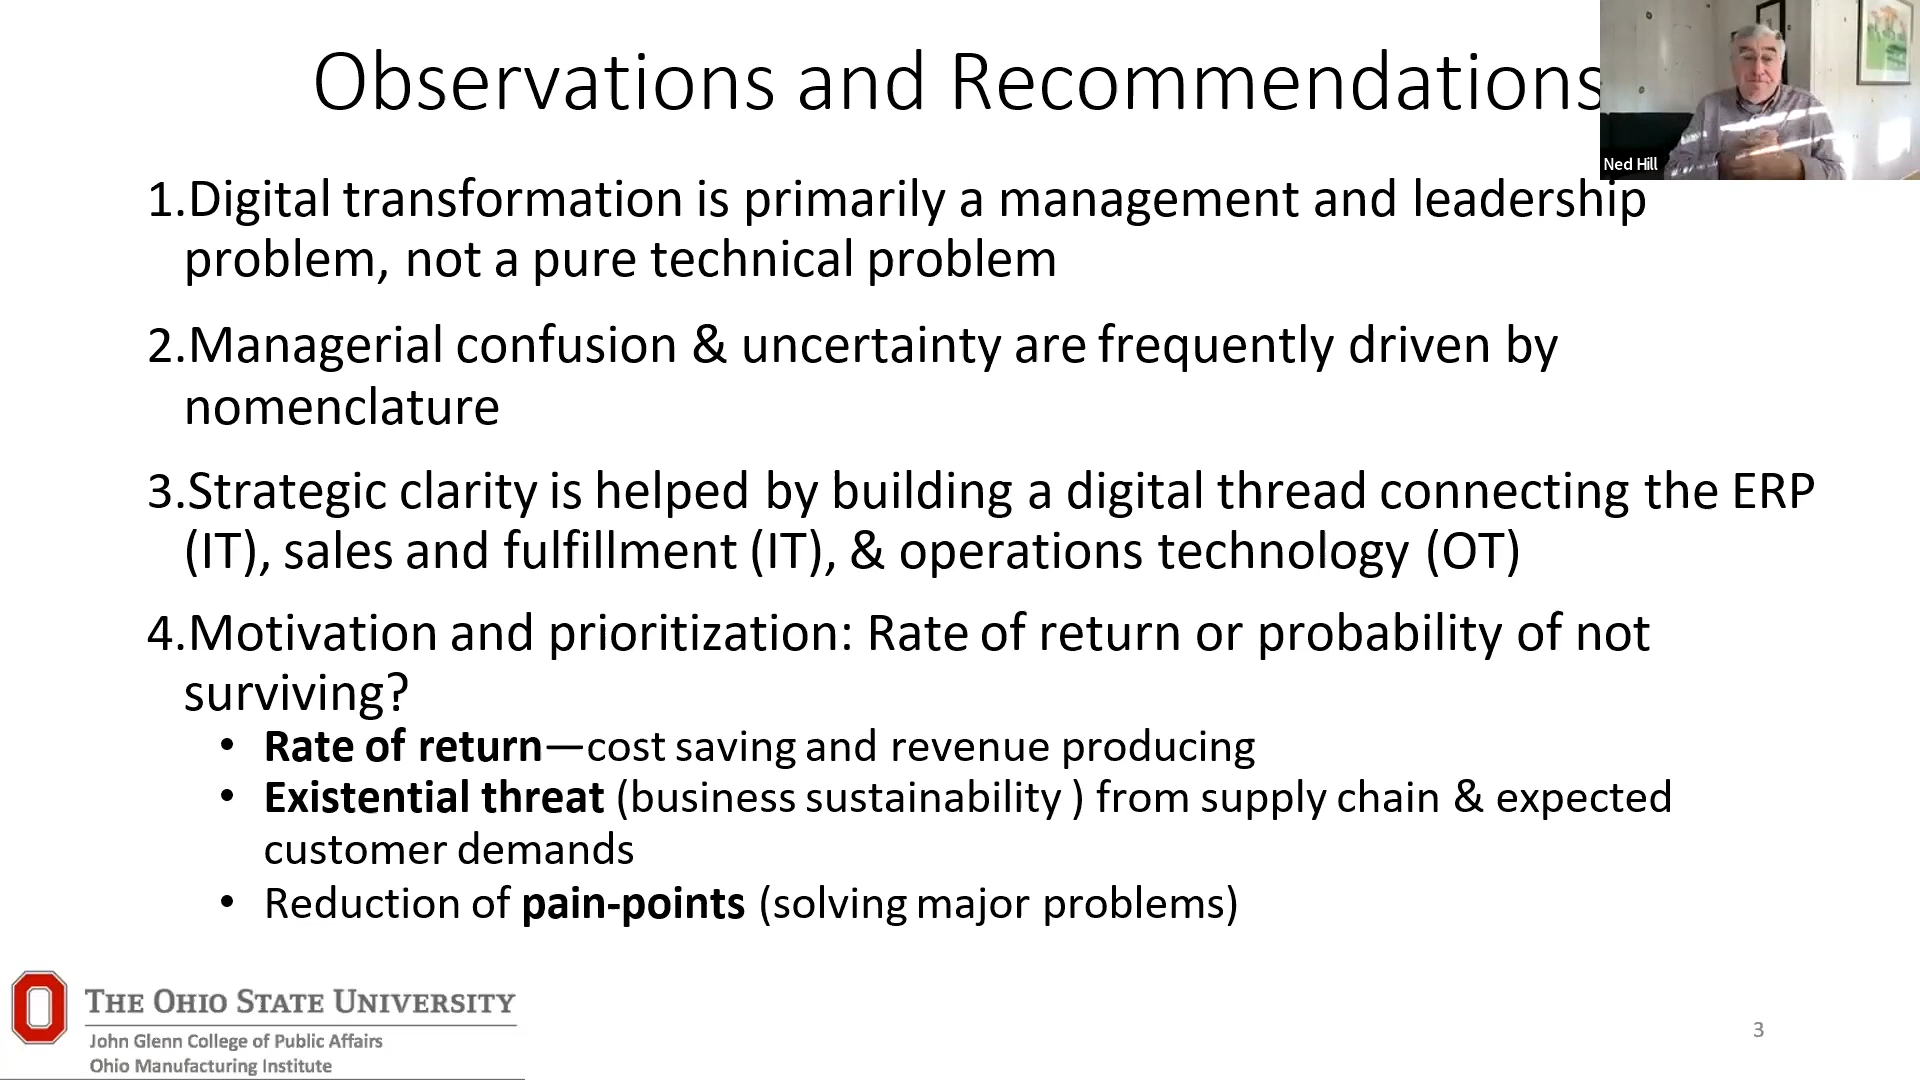 Observations and Recommendations
Ned Hill
1.Digital transformation is primarily a management and leadership
problem, not a pure technical problem
2.Managerial confusion & uncertainty are frequently driven by
nomenclature
3.Strategic clarity is helped by building a digital thread connecting the ERP
(IT), sales and fulfillment (IT), & operations technology (OT)
4.Motivation and prioritization: Rate of return or probability of not
surviving?
• Rate of return—cost saving and revenue producing
• Existential threat (business sustainability ) from supply chain & expected
customer demands
• Reduction of pain-points (solving major problems)
THE OHIO STATE UNIVERSITY
John Glenn College of Public Affairs
Ohio Manufacturing Institute
3